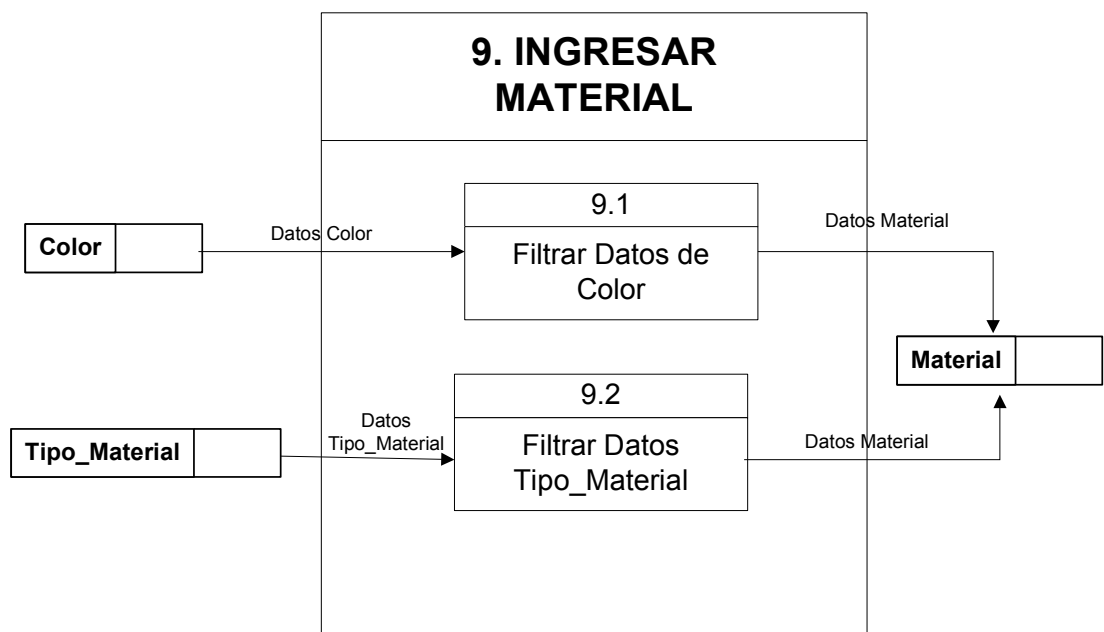 9. INGRESAR
MATERIAL
9.1
Color
Datos Color
Filtrar Datos de
Color
Datos Material
Material
9.2
Tipo_Material
Datos
Tipo_Material
Filtrar Datos
Tipo_Material
Datos Material